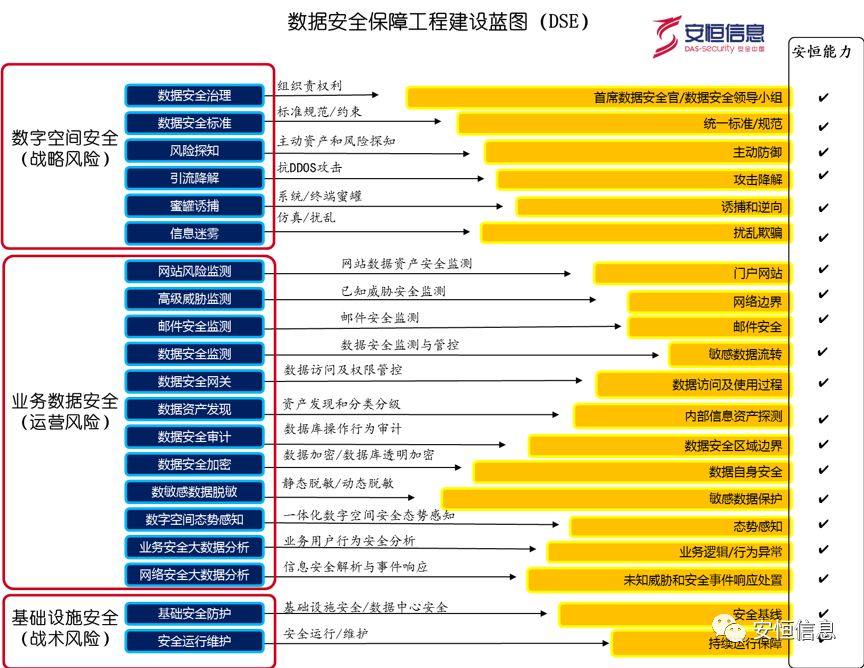 数据安全保障工程建设蓝图（DSE）
安恒信息
DAS-security 安全中国
安恒能力
数字空间安全
（战略风险）
数据安全治理 组织责权利 首席数据安全官/数据安全领导小组 ✔
数据安全标准 标准规范/约束 统一标准/规范 ✔
风险探知 主动资产和风险探知 主动防御 ✔
引流降解 抗DDOS攻击 攻击降解 ✔
蜜罐诱捕 系统/终端蜜罐 诱捕和逆向 ✔
信息迷雾 仿真/扰乱 扰乱欺骗 ✔
业务数据安全
（运营风险）
网站风险监测 网站数据资产安全监测 门户网站 ✔
高级威胁监测 已知威胁安全监测 网络边界 ✔
邮件安全监测 邮件安全监测 邮件安全 ✔
数据安全监测 数据安全监测与管控 敏感数据流转 ✔
数据安全网关 数据访问及权限管控 数据访问及使用过程 ✔
数据资产发现 资产发现和分类分级 内部信息资产探测 ✔
数据安全审计 数据库操作行为审计 数据安全区域边界 ✔
数据安全加密 数据加密/数据库透明加密 数据自身安全 ✔
数敏感数据脱敏 静态脱敏/动态脱敏 敏感数据保护 ✔
数字空间态势感知 一体化数字空间安全态势感知 态势感知 ✔
业务安全大数据分析 业务用户行为安全分析 业务逻辑/行为异常 ✔
网络安全大数据分析 信息安全解析与事件响应 未知威胁和安全事件响应处置 ✔
基础设施安全
（战术风险）
基础安全防护 基础设施安全/数据中心安全 安全基线 ✔
安全运行维护 安全运行/维护 持续运行保障
安恒信息